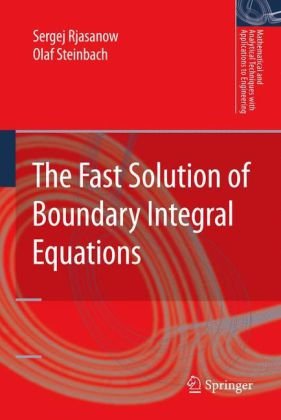 Sergej Rjasanow
Olaf Steinbach
Mathematical and
Analytical Techniques with
Applications to Engineering
The Fast Solution of
Boundary Integral
Equations
Springer